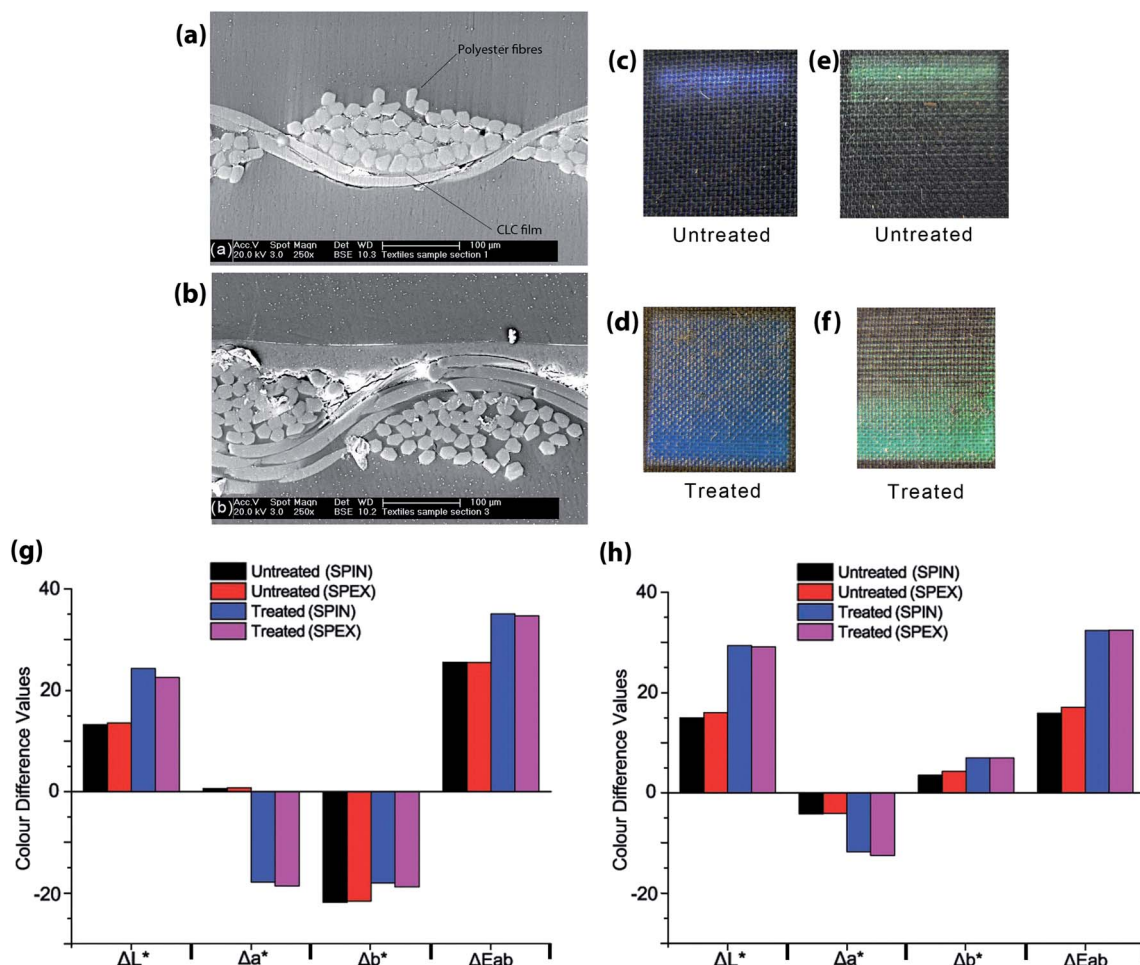 (a)
Polyester fibres
CLC film
(a) Acc.V Spot Magn Det WD 100 µm
20.0 kV 3.0 250x BSE 10.3 Textiles sample section 1
(c)
Untreated
(e)
Untreated
(b)
(b) Acc.V Spot Magn Det WD 100 µm
20.0 kV 3.0 250x BSE 10.2 Textiles sample section 3
(d)
Treated
(f)
Treated
(g)
Untreated (SPIN)
Untreated (SPEX)
Treated (SPIN)
Treated (SPEX)
Colour Difference Values
40
20
0
-20
ΔL* Δa* Δb* ΔEab
(h)
Untreated (SPIN)
Untreated (SPEX)
Treated (SPIN)
Treated (SPEX)
Colour Difference Values
40
20
0
-20
ΔL* Δa* Δb* ΔEab